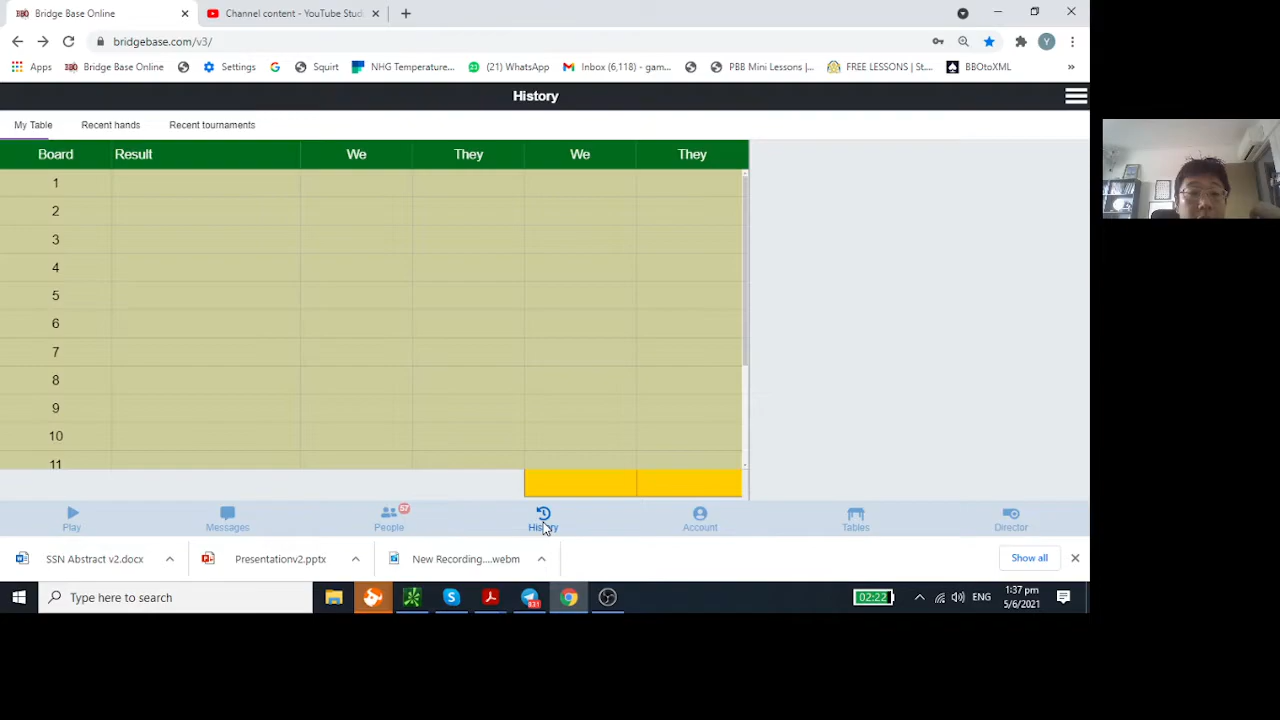 BBO Bridge Base Online
Channel content - YouTube Stud
bridgebase.com/v3/
Y
Apps
BBO Bridge Base Online
Settings
Squirt
NHG Temperature...
(21) WhatsApp
Inbox (6,118) - gam...
PBB Mini Lessons |...
FREE LESSONS | St...
BBOtoXML
»
History
My Table
Recent hands
Recent tournaments
Board Result We They We They
1
2
3
4
5
6
7
8
9
10
11
Play
Messages
57
People
History
Account
Tables
Director
SSN Abstract v2.docx
Presentationv2.pptx
New Recording....webm
Show all
Type here to search
831
02:22
ENG
1:37 pm
5/6/2021